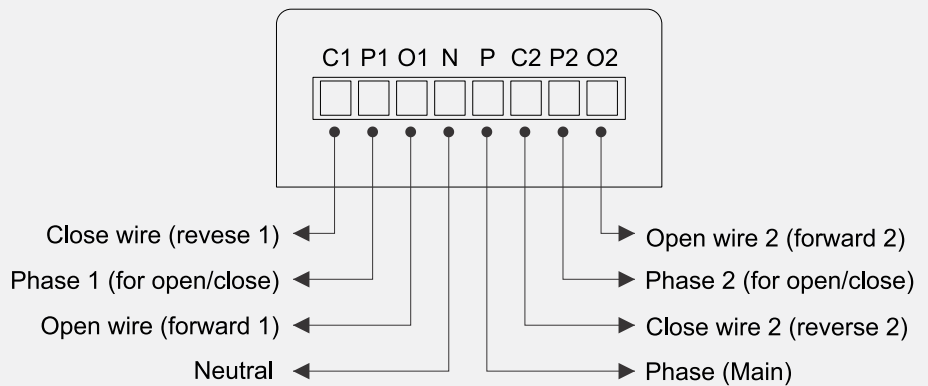 C1 P1 O1 N P C2 P2 O2
Close wire (revese 1)
Open wire 2 (forward 2)
Phase 1 (for open/close)
Phase 2 (for open/close)
Open wire (forward 1)
Close wire 2 (reverse 2)
Neutral
Phase (Main)